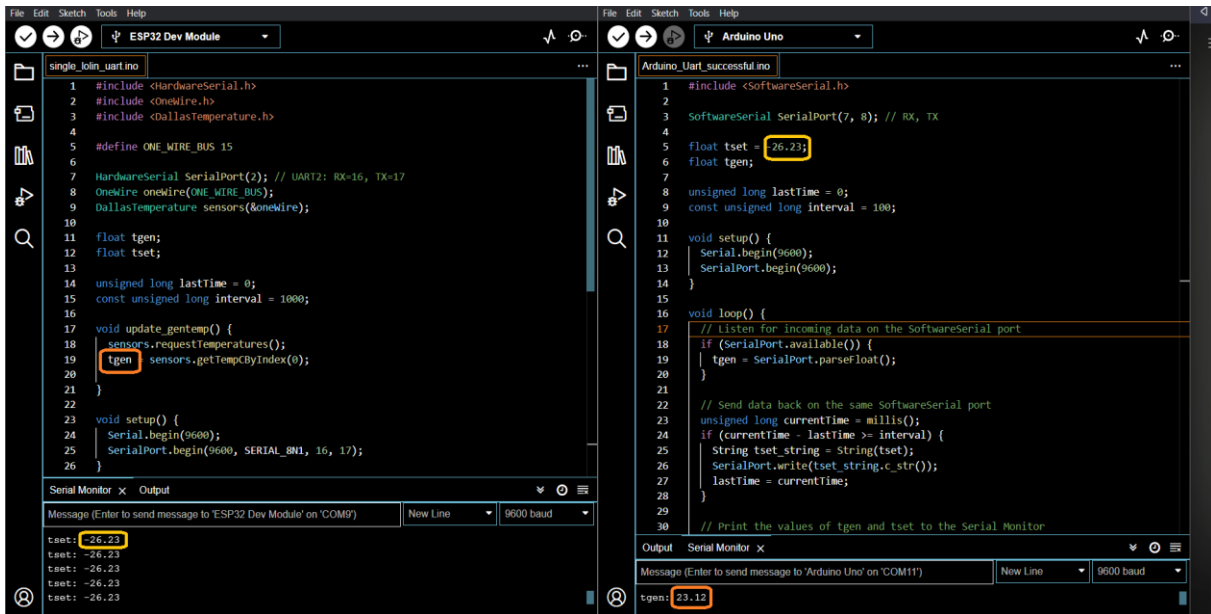 File Edit Sketch Tools Help
ESP32 Dev Module
single_lolin_uart.ino
1 #include <HardwareSerial.h>
2 #include <OneWire.h>
3 #include <DallasTemperature.h>
4
5 #define ONE_WIRE_BUS 15
6
7 HardwareSerial SerialPort(2); // UART2: RX=16, TX=17
8 OneWire oneWire(ONE_WIRE_BUS);
9 DallasTemperature sensors(&oneWire);
10
11 float tgen;
12 float tset;
13
14 unsigned long lastTime = 0;
15 const unsigned long interval = 1000;
16
17 void update_gentemp() {
18 sensors.requestTemperatures();
19 tgen = sensors.getTempCByIndex(0);
20
21 }
22
23 void setup() {
24 Serial.begin(9600);
25 SerialPort.begin(9600, SERIAL_8N1, 16, 17);
26 }
Serial Monitor x Output
Message (Enter to send message to 'ESP32 Dev Module' on 'COM9') New Line 9600 baud
tset: -26.23
tset: -26.23
tset: -26.23
tset: -26.23
tset: -26.23
File Edit Sketch Tools Help
Arduino Uno
Arduino_Uart_successful.ino
1 #include <SoftwareSerial.h>
2
3 SoftwareSerial SerialPort(7, 8); // RX, TX
4
5 float tset = -26.23;
6 float tgen;
7
8 unsigned long lastTime = 0;
9 const unsigned long interval = 100;
10
11 void setup() {
12 Serial.begin(9600);
13 SerialPort.begin(9600);
14 }
15
16 void loop() {
17 // Listen for incoming data on the SoftwareSerial port
18 if (SerialPort.available()) {
19 tgen = SerialPort.parseFloat();
20 }
21
22 // Send data back on the same SoftwareSerial port
23 unsigned long currentTime = millis();
24 if (currentTime - lastTime >= interval) {
25 String tset_string = String(tset);
26 SerialPort.write(tset_string.c_str());
27 lastTime = currentTime;
28 }
29
30 // Print the values of tgen and tset to the Serial Monitor
Output Serial Monitor x
Message (Enter to send message to 'Arduino Uno' on 'COM11') New Line 9600 baud
tgen: 23.12